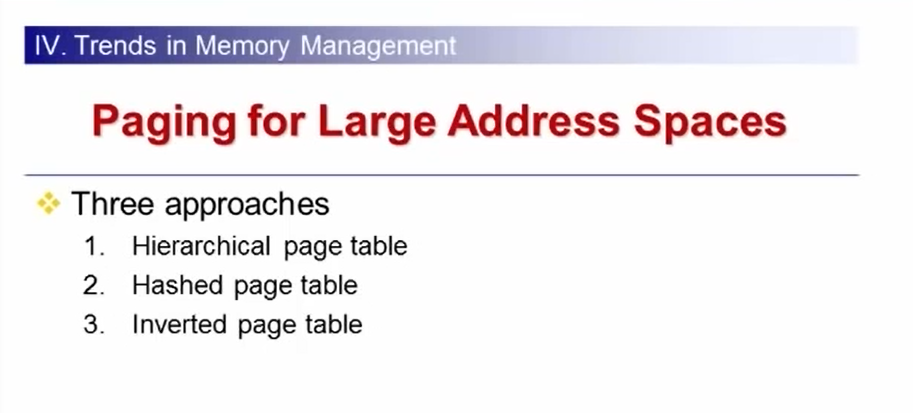 IV. Trends in Memory Management
Paging for Large Address Spaces
Three approaches
1. Hierarchical page table
2. Hashed page table
3. Inverted page table